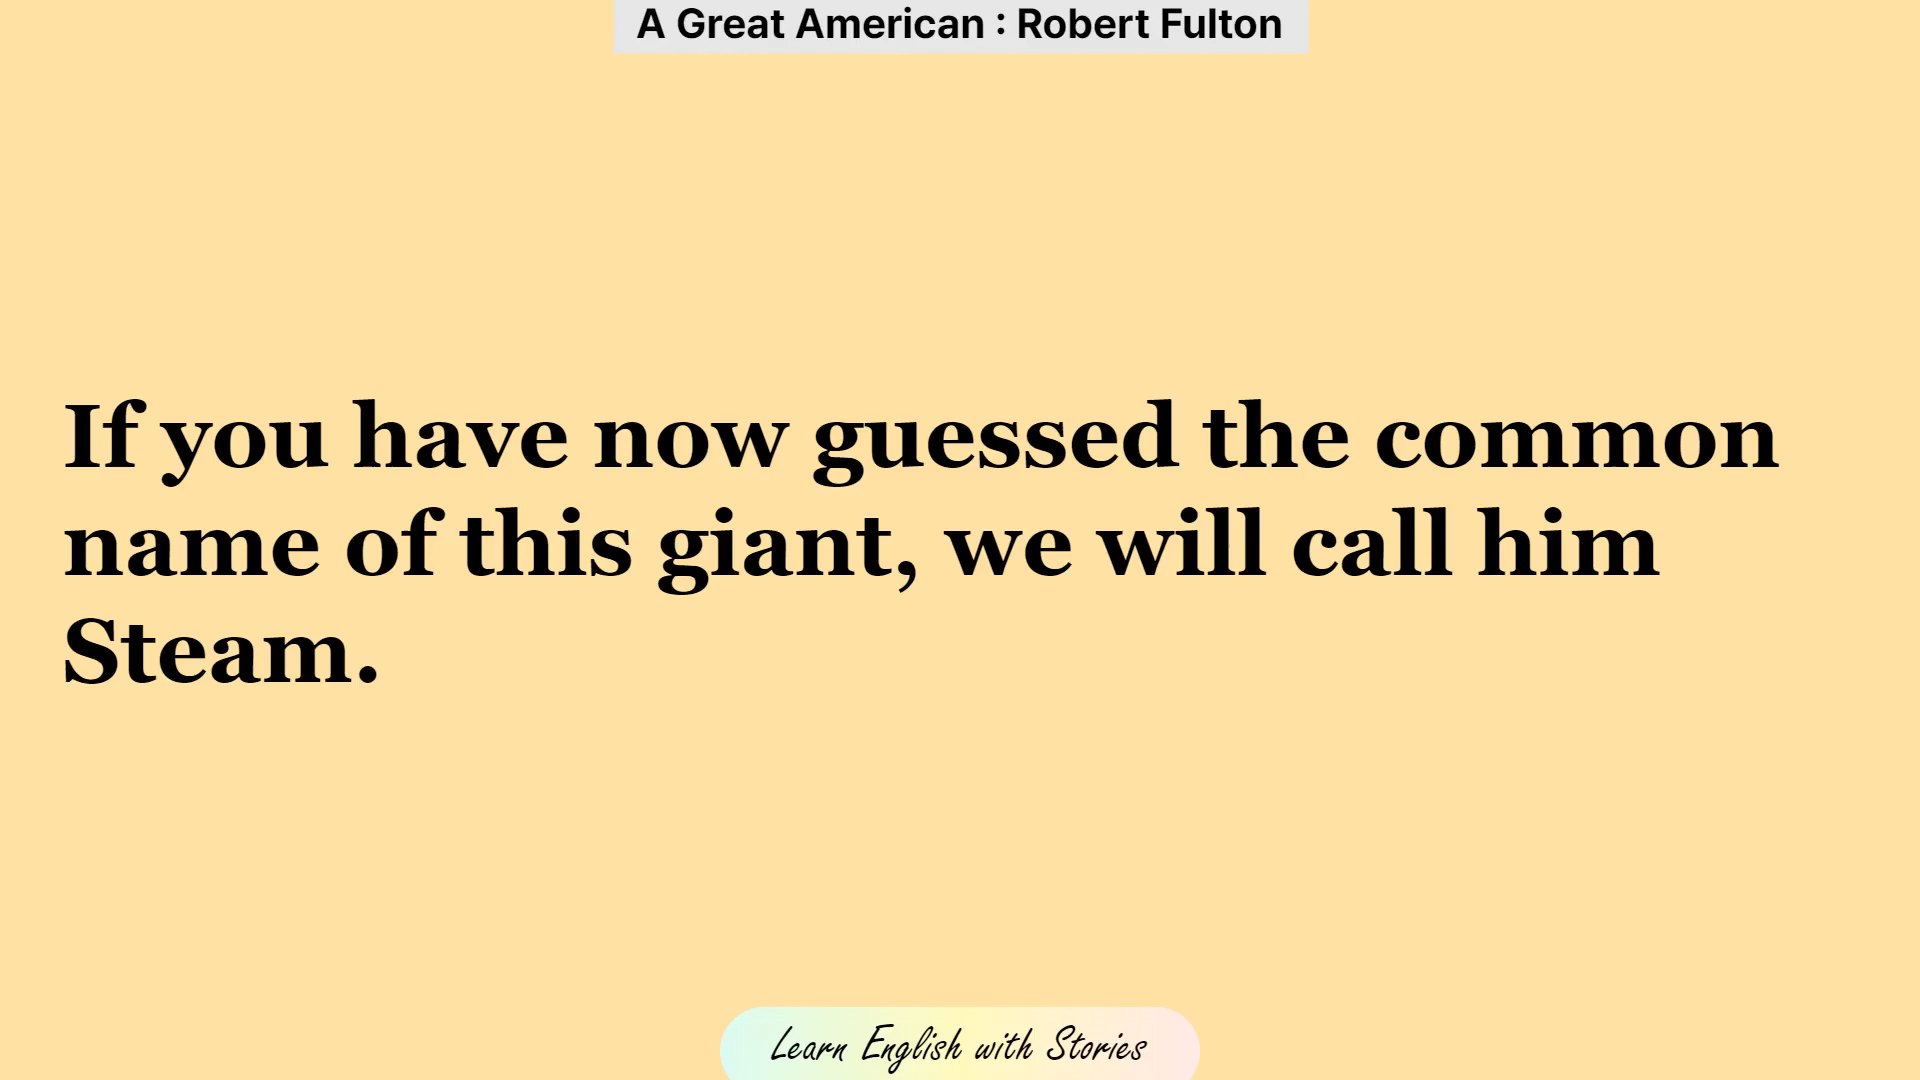 A Great American : Robert Fulton
If you have now guessed the common
name of this giant, we will call him
Steam.
Learn English with Stories